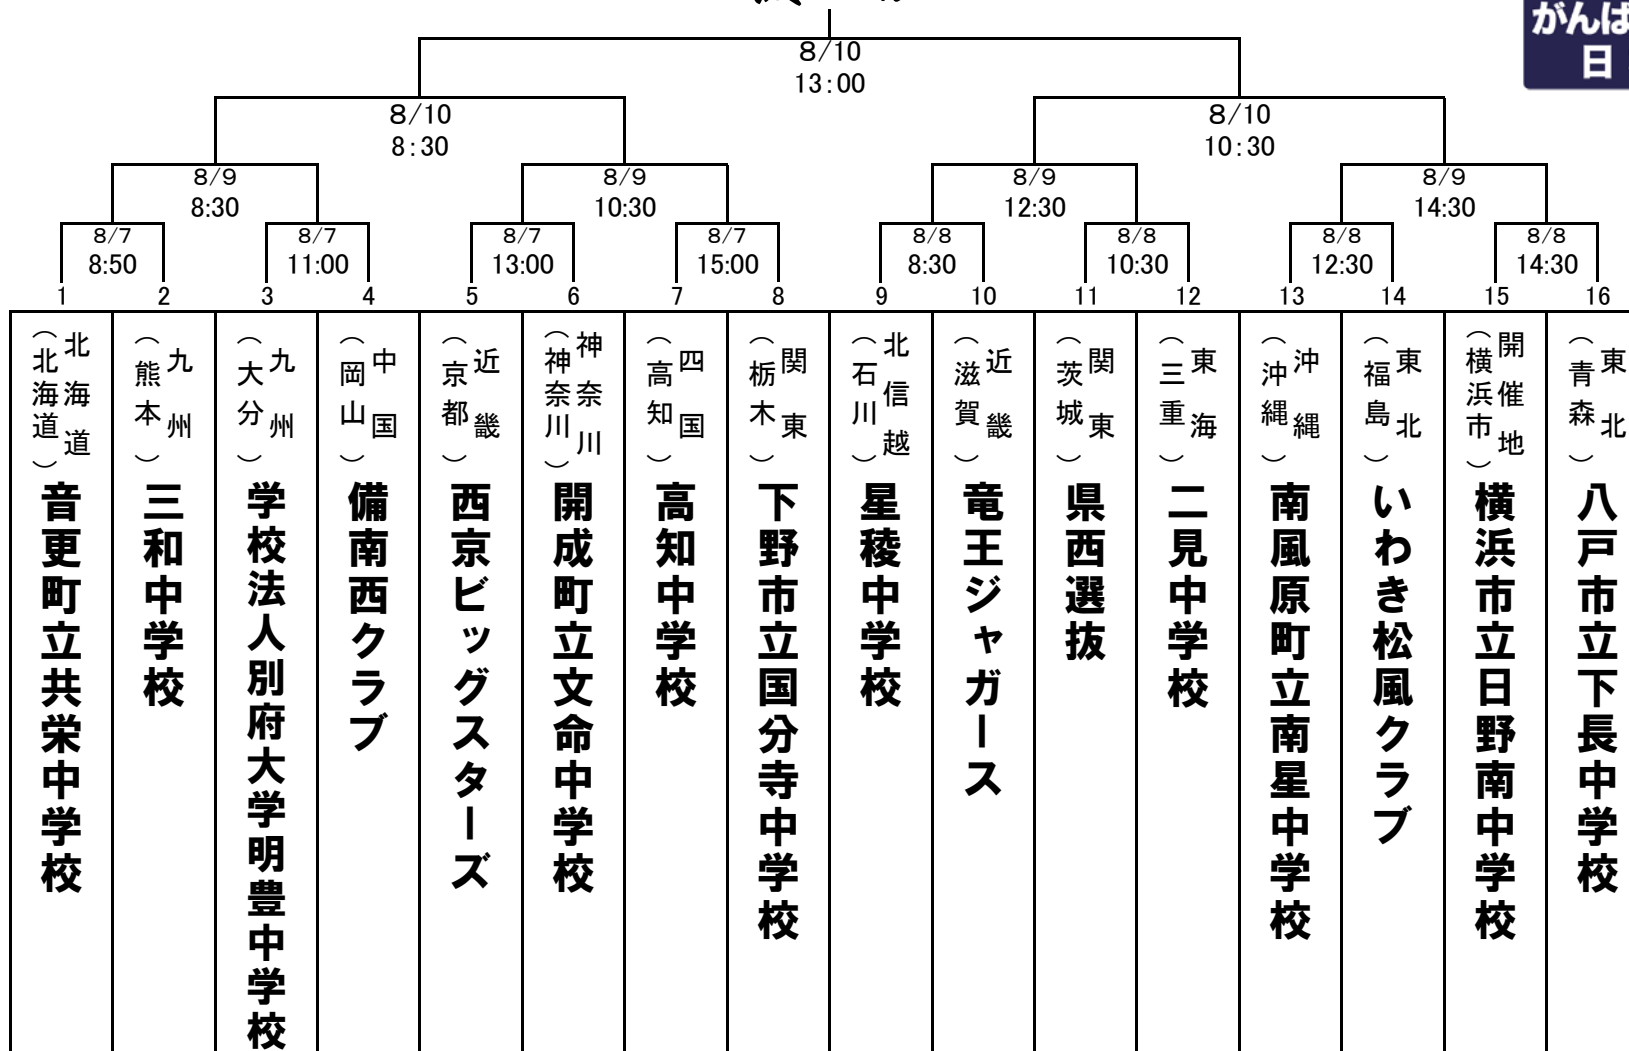 がんば
日
8/10
13:00
8/10
8:30
8/10
10:30
8/9
8:30
8/9
10:30
8/9
12:30
8/9
14:30
8/7
8:50
8/7
11:00
8/7
13:00
8/7
15:00
8/8
8:30
8/8
10:30
8/8
12:30
8/8
14:30
1
2
3
4
5
6
7
8
9
10
11
12
13
14
15
16
北海道
（北海道）
音更町立共栄中学校
九州
（熊本）
三和中学校
九州
（大分）
学校法人別府大学明豊中学校
中国
（岡山）
備南西クラブ
近畿
（京都）
西京ビッグスターズ
神奈川
（神奈川）
開成町立文命中学校
四国
（高知）
高知中学校
関東
（栃木）
下野市立国分寺中学校
北信越
（石川）
星稜中学校
近畿
（滋賀）
竜王ジャガース
関東
（茨城）
県西選抜
東海
（三重）
二見中学校
沖縄
（沖縄）
南風原町立南星中学校
東北
（福島）
いわき松風クラブ
開催地
（横浜市）
横浜市立日野南中学校
東北
（青森）
八戸市立下長中学校